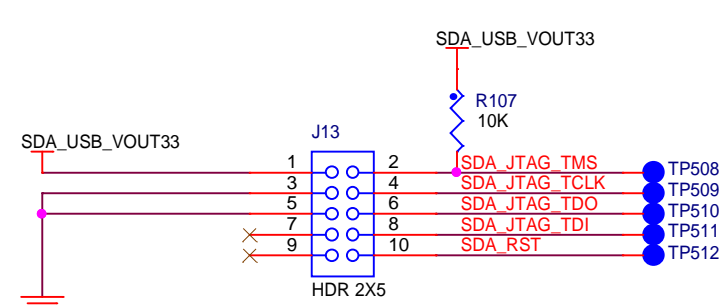 SDA_USB_VOUT33
R107
10K
J13
SDA_USB_VOUT33
1 2 SDA_JTAG_TMS TP508
3 4 SDA_JTAG_TCLK TP509
5 6 SDA_JTAG_TDO TP510
7 8 SDA_JTAG_TDI TP511
9 10 SDA_RST TP512
HDR 2X5